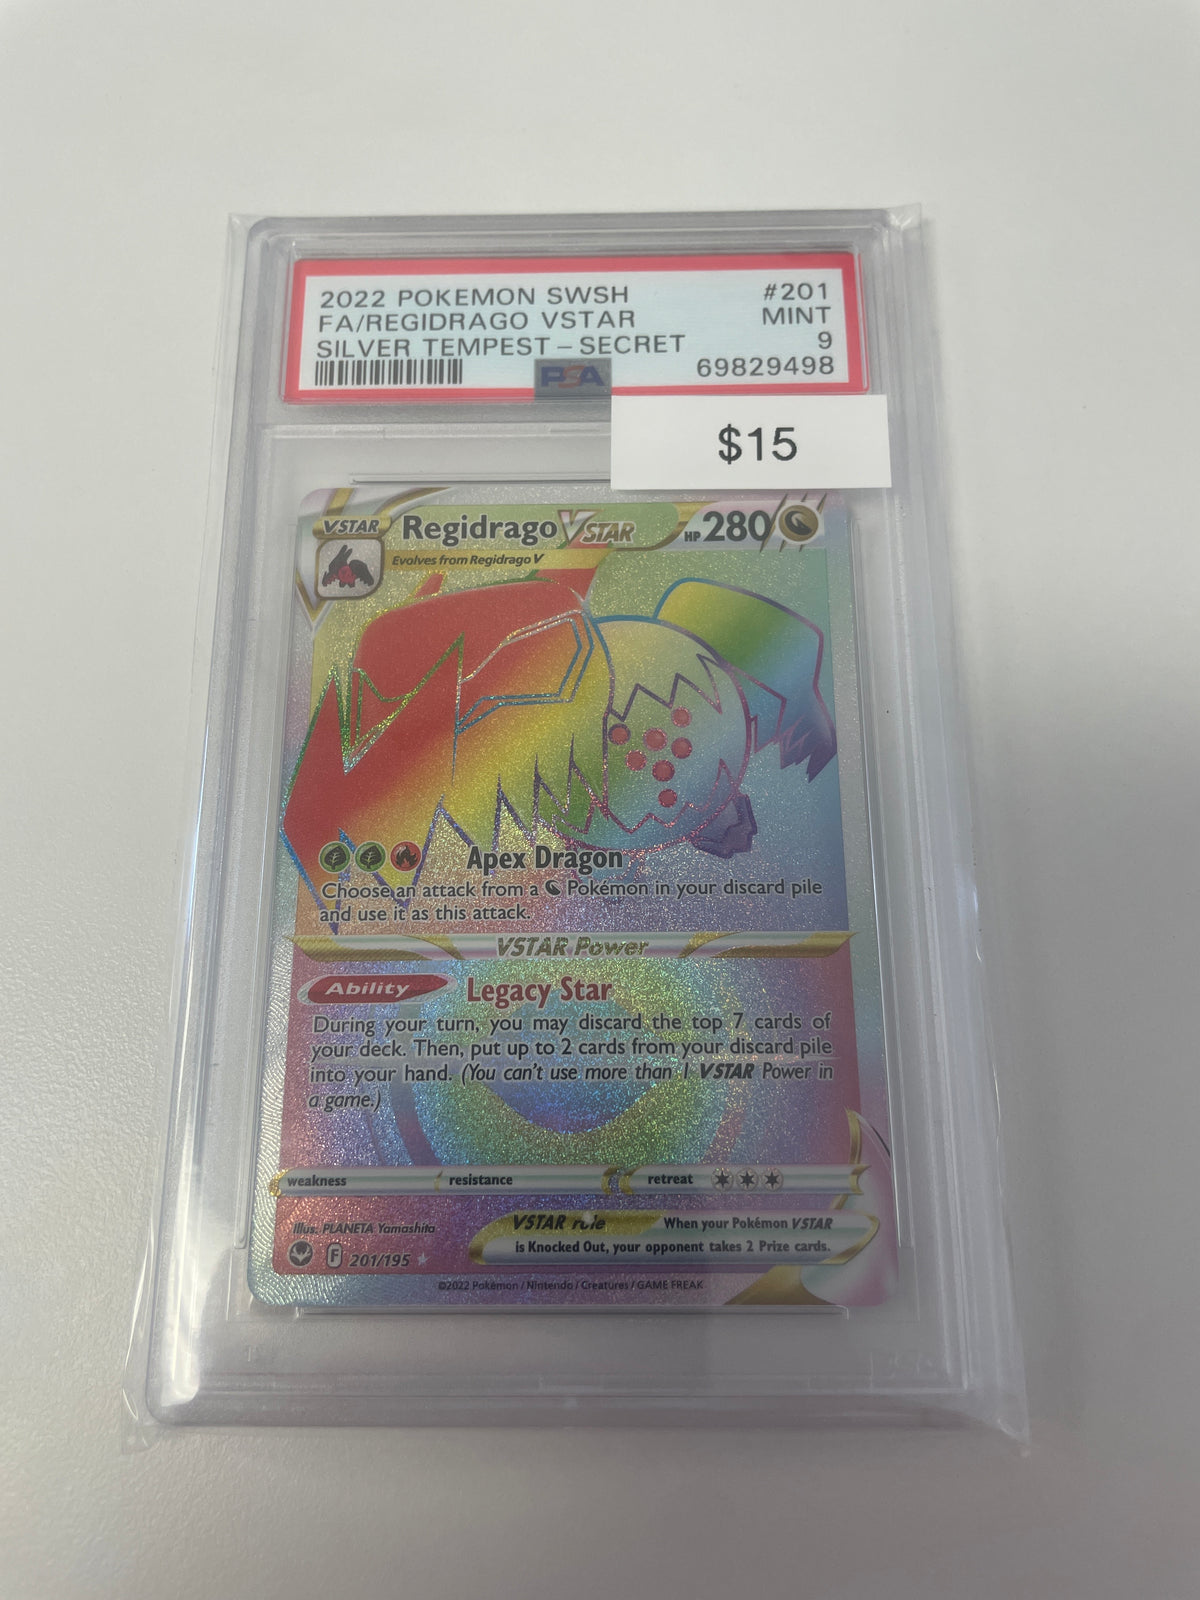 2022 POKEMON SWSH #201
FA/REGIDRAGO VSTAR MINT
SILVER TEMPEST – SECRET 9
PSA 69829498
$15
VSTAR Regidrago VSTAR HP 280
Evolves from Regidrago V
Apex Dragon
Choose an attack from a Pokémon in your discard pile
and use it as this attack.
VSTAR Power
Ability Legacy Star
During your turn, you may discard the top 7 cards of
your deck. Then, put up to 2 cards from your discard pile
into your hand. (You can't use more than 1 VSTAR Power in
a game.)
weakness resistance retreat
Illus. PLANETA Yamashita
F 201/195
VSTAR rule When your Pokémon VSTAR
is Knocked Out, your opponent takes 2 Prize cards.
©2022 Pokémon / Nintendo / Creatures / GAME FREAK